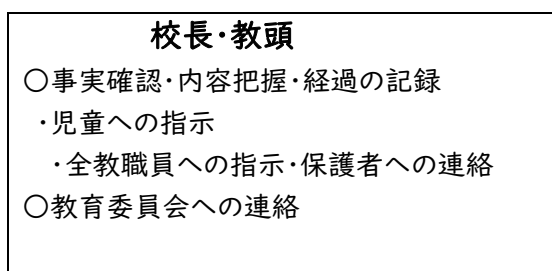 校長・教頭
〇事実確認・内容把握・経過の記録
・児童への指示
・全教職員への指示・保護者への連絡
〇教育委員会への連絡